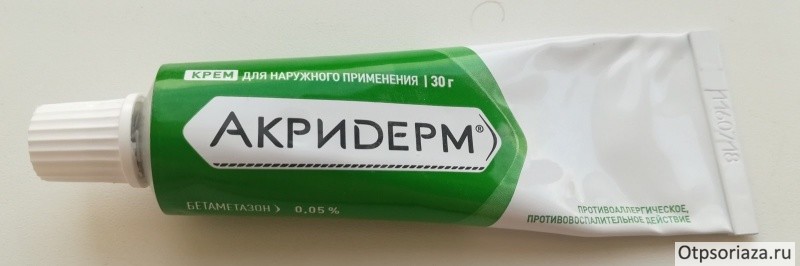 КРЕМ ДЛЯ НАРУЖНОГО ПРИМЕНЕНИЯ | 30 г
АКРИДЕРМ®
БЕТАМЕТАЗОН > 0,05 %
ПРОТИВОАЛЛЕРГИЧЕСКОЕ,
ПРОТИВОВОСПАЛИТЕЛЬНОЕ ДЕЙСТВИЕ
Otpsoriaza.ru